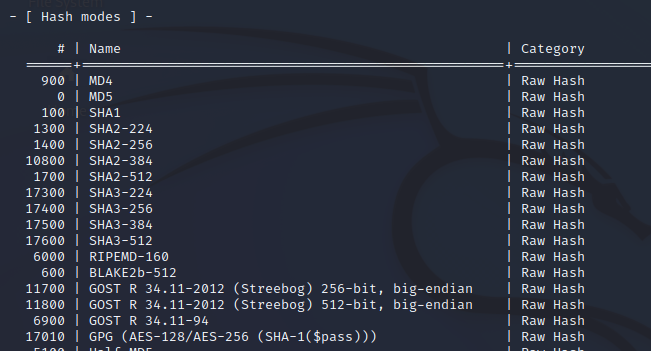 - [ Hash modes ] -
# | Name | Category
======+=====================================================+======================================
900 | MD4 | Raw Hash
0 | MD5 | Raw Hash
100 | SHA1 | Raw Hash
1300 | SHA2-224 | Raw Hash
1400 | SHA2-256 | Raw Hash
10800 | SHA2-384 | Raw Hash
1700 | SHA2-512 | Raw Hash
17300 | SHA3-224 | Raw Hash
17400 | SHA3-256 | Raw Hash
17500 | SHA3-384 | Raw Hash
17600 | SHA3-512 | Raw Hash
6000 | RIPEMD-160 | Raw Hash
600 | BLAKE2b-512 | Raw Hash
11700 | GOST R 34.11-2012 (Streebog) 256-bit, big-endian | Raw Hash
11800 | GOST R 34.11-2012 (Streebog) 512-bit, big-endian | Raw Hash
6900 | GOST R 34.11-94 | Raw Hash
17010 | GPG (AES-128/AES-256 (SHA-1($pass))) | Raw Hash
5100 | Half MD5 | Raw Hash